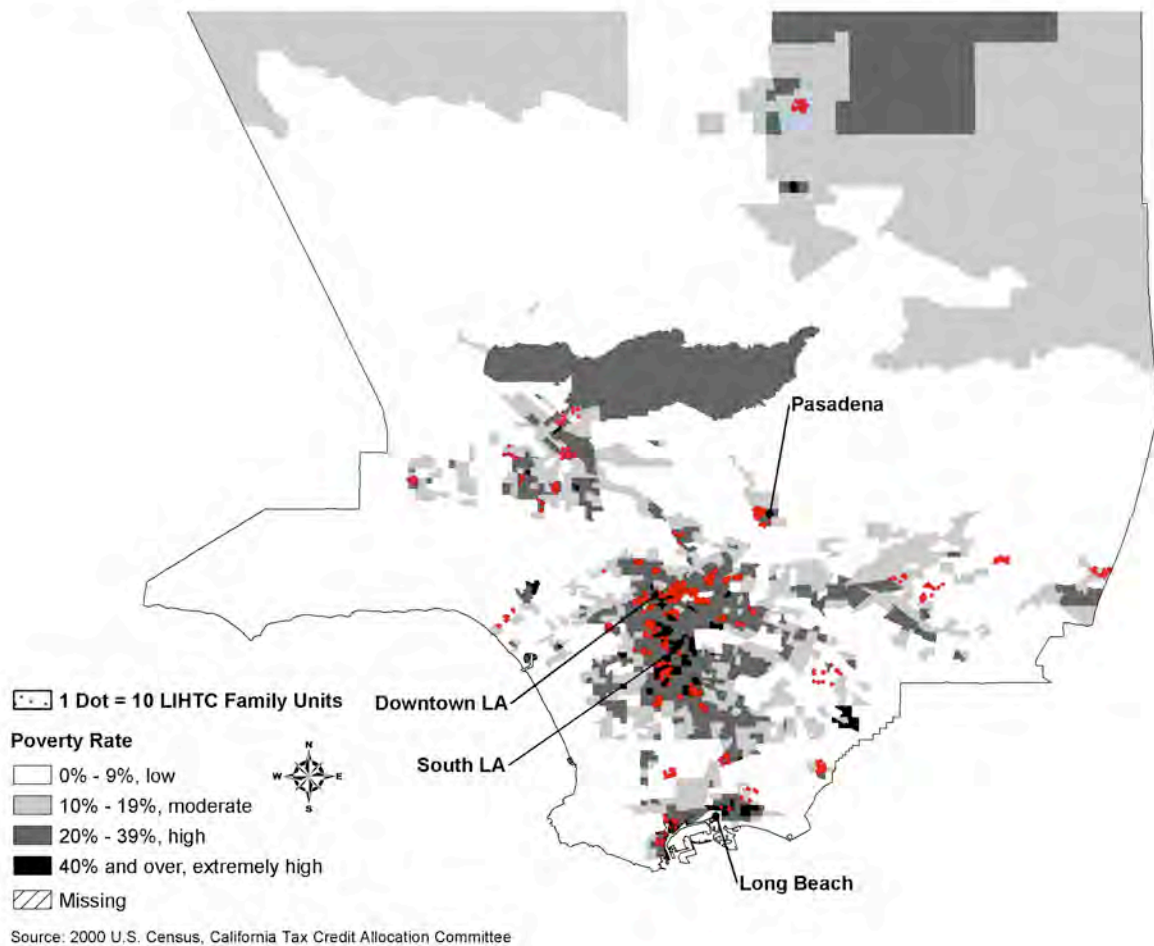 Pasadena
1 Dot = 10 LIHTC Family Units
Downtown LA
Poverty Rate
N
W E
S
South LA
0% - 9%, low
10% - 19%, moderate
20% - 39%, high
40% and over, extremely high
Long Beach
Missing
Source: 2000 U.S. Census, California Tax Credit Allocation Committee